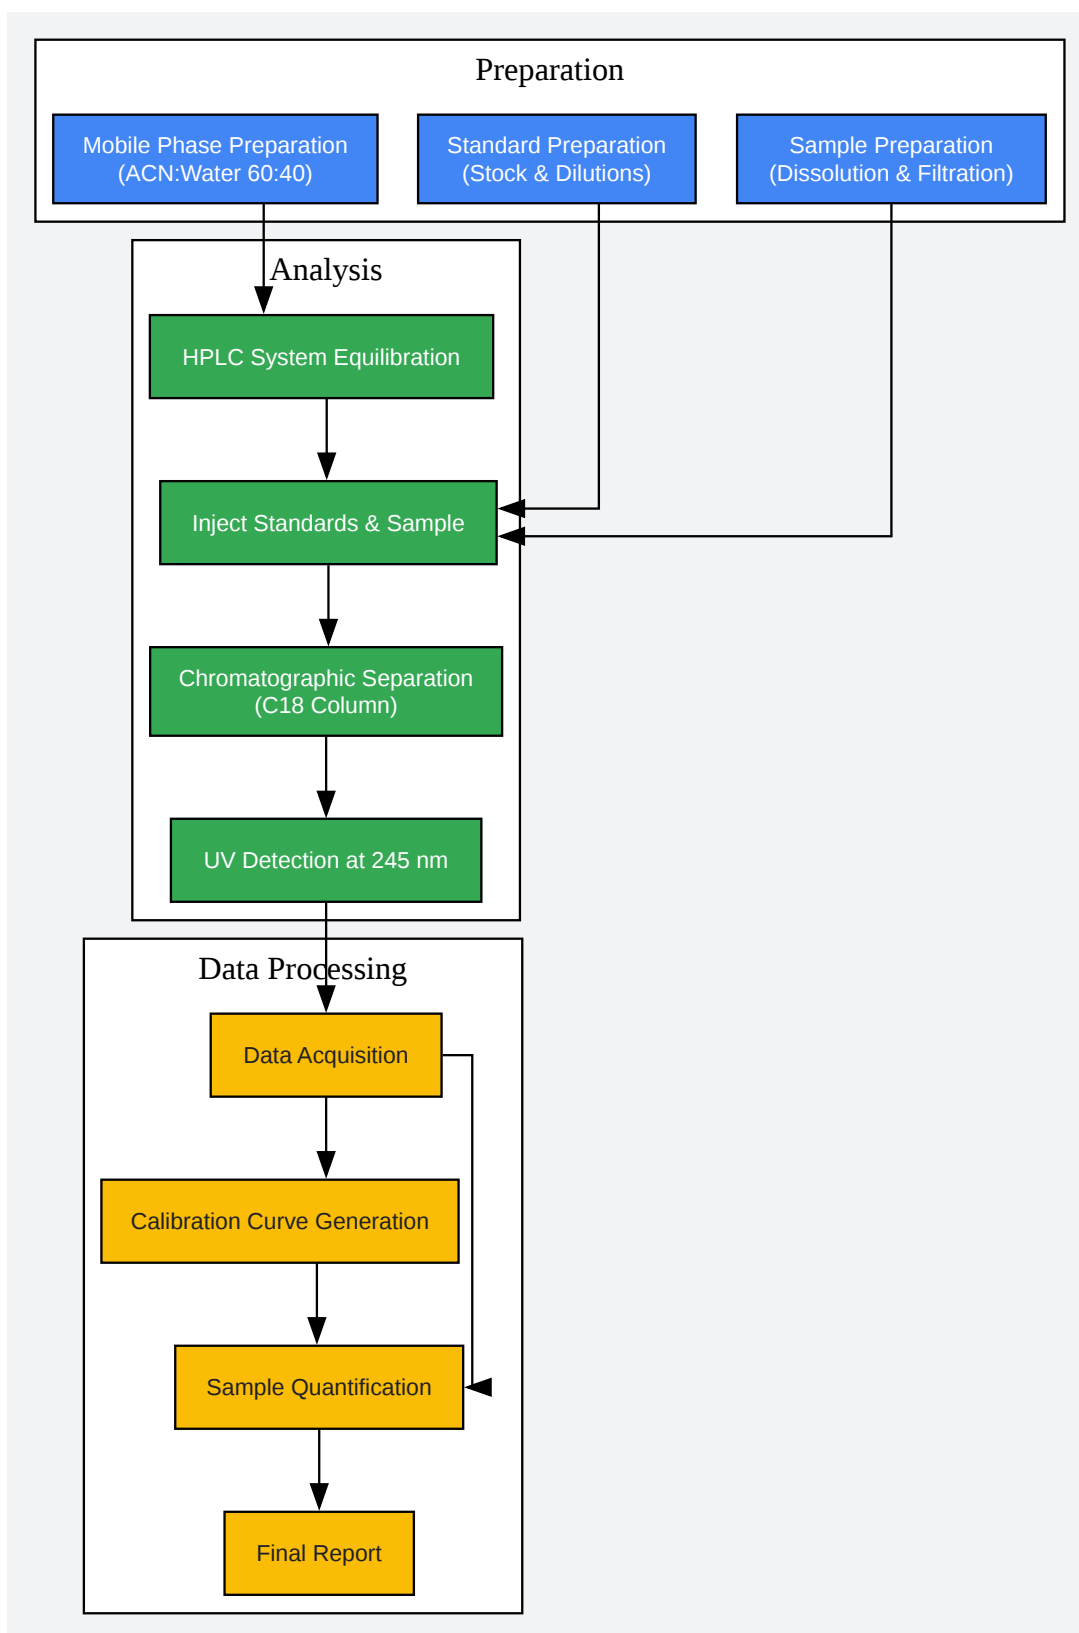 Preparation
Mobile Phase Preparation
(ACN:Water 60:40)
Standard Preparation
(Stock & Dilutions)
Sample Preparation
(Dissolution & Filtration)
Analysis
HPLC System Equilibration
Inject Standards & Sample
Chromatographic Separation
(C18 Column)
UV Detection at 245 nm
Data Processing
Data Acquisition
Calibration Curve Generation
Sample Quantification
Final Report